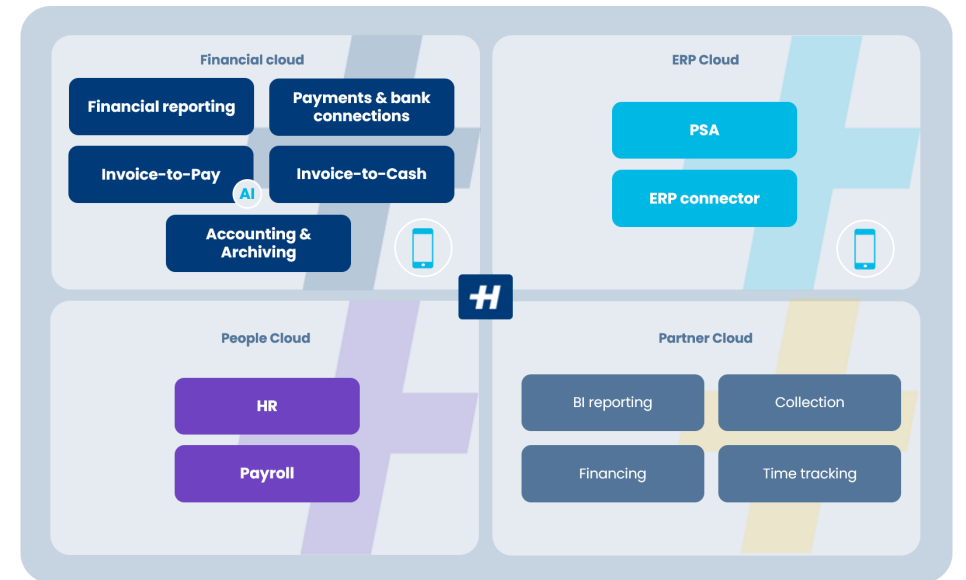 Financial cloud
Financial reporting
Payments & bank
connections
Invoice-to-Pay
AI
Invoice-to-Cash
Accounting &
Archiving
ERP Cloud
PSA
ERP connector
H
People Cloud
HR
Payroll
Partner Cloud
BI reporting
Collection
Financing
Time tracking